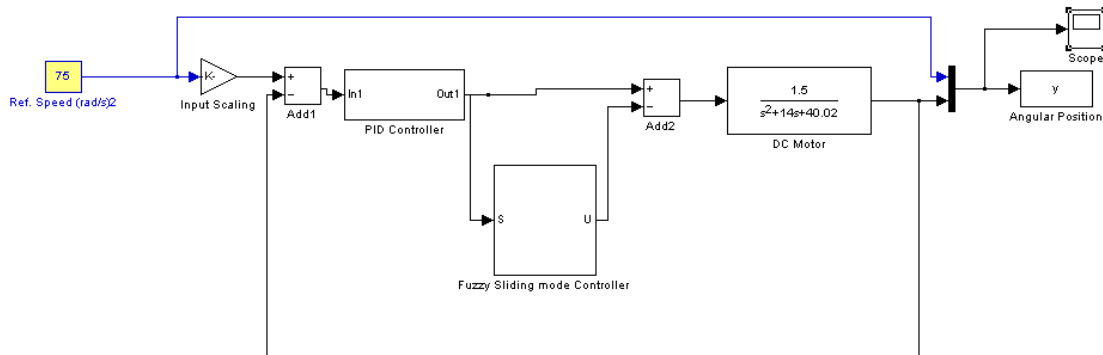 75
Ref. Speed (rad/s)2
K-
Input Scaling
+
−
Add1
In1
Out1
PID Controller
S
U
Fuzzy Sliding mode Controller
+
−
Add2
1.5
s²+14s+40.02
DC Motor
Scope
y
Angular Position